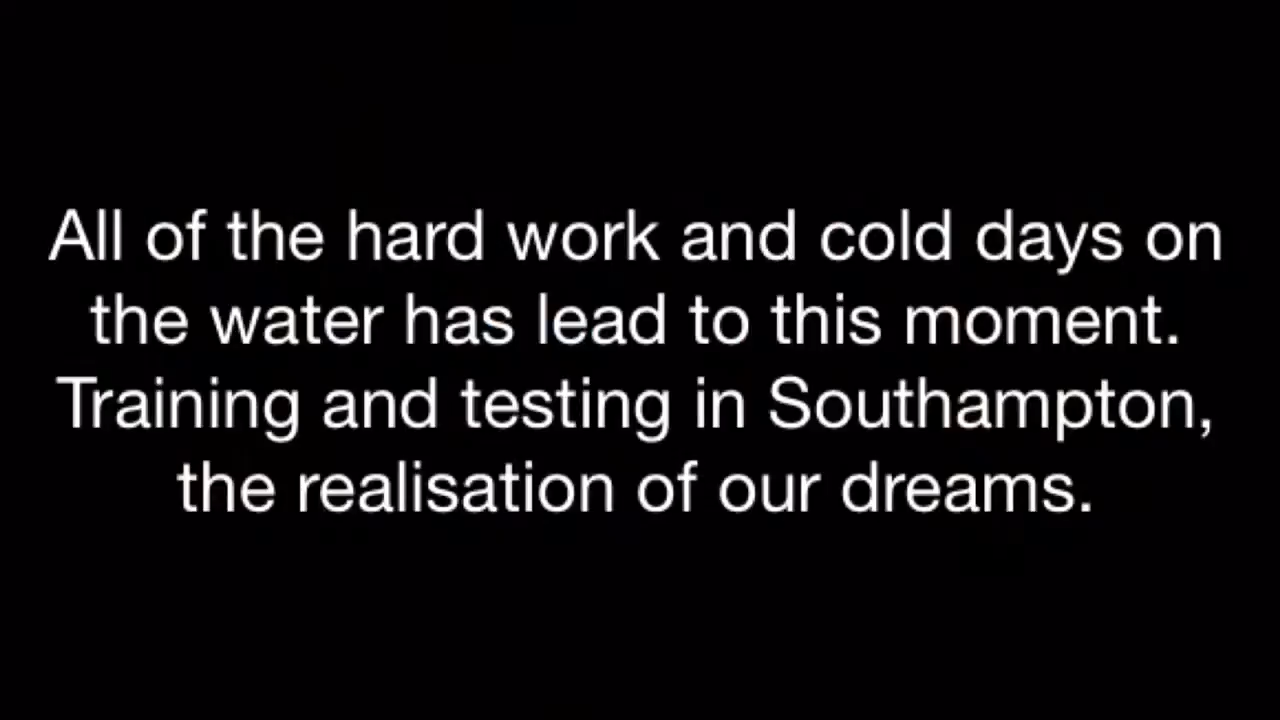 All of the hard work and cold days on
the water has lead to this moment.
Training and testing in Southampton,
the realisation of our dreams.